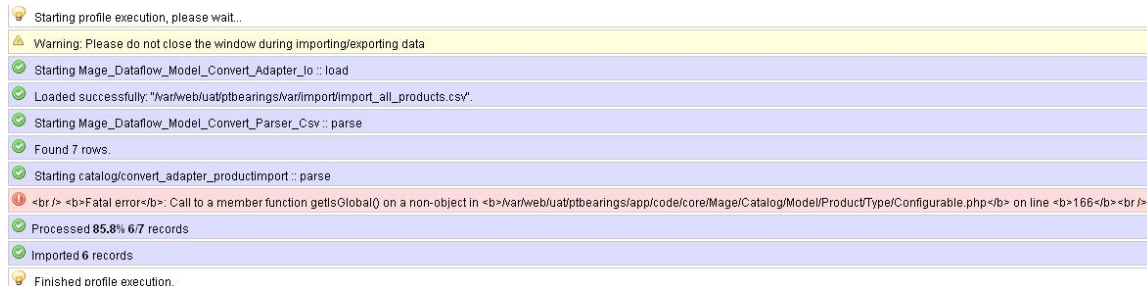 Starting profile execution, please wait...
Warning: Please do not close the window during importing/exporting data
Starting Mage_Dataflow_Model_Convert_Adapter_Io :: load
Loaded successfully: "/var/web/uat/ptbearings/var/import/import_all_products.csv".
Starting Mage_Dataflow_Model_Convert_Parser_Csv :: parse
Found 7 rows.
Starting catalog/convert_adapter_productimport :: parse
<br /> <b>Fatal error</b>: Call to a member function getIsGlobal() on a non-object in <b>/var/web/uat/ptbearings/app/code/core/Mage/Catalog/Model/Product/Type/Configurable.php</b> on line <b>166</b><br />
Processed 85.8% 6/7 records
Imported 6 records
Finished profile execution.